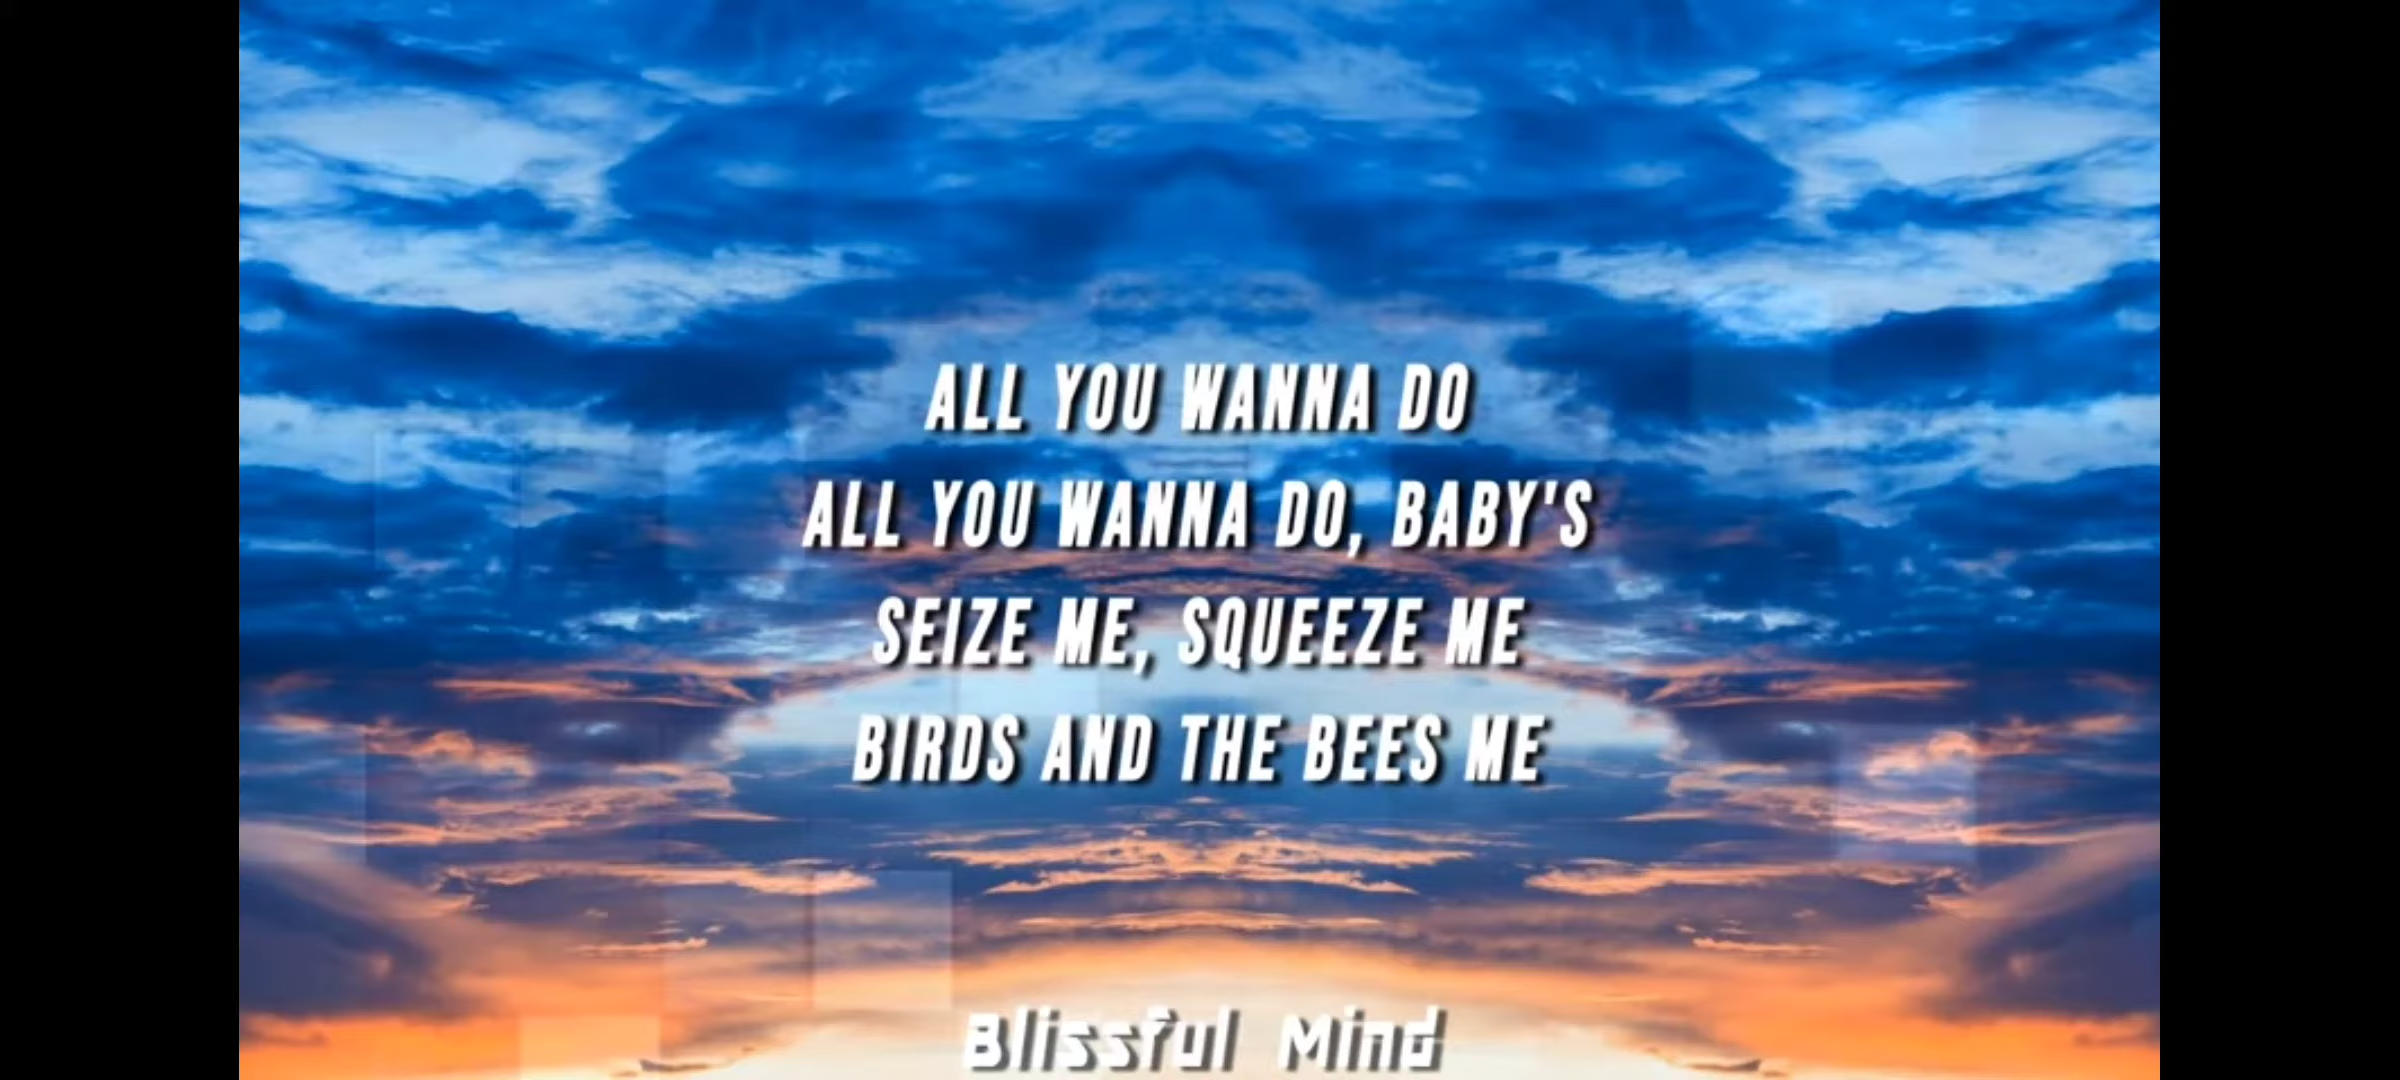 ALL YOU WANNA DO
ALL YOU WANNA DO, BABY'S
SEIZE ME, SQUEEZE ME
BIRDS AND THE BEES ME
Blissful Mind